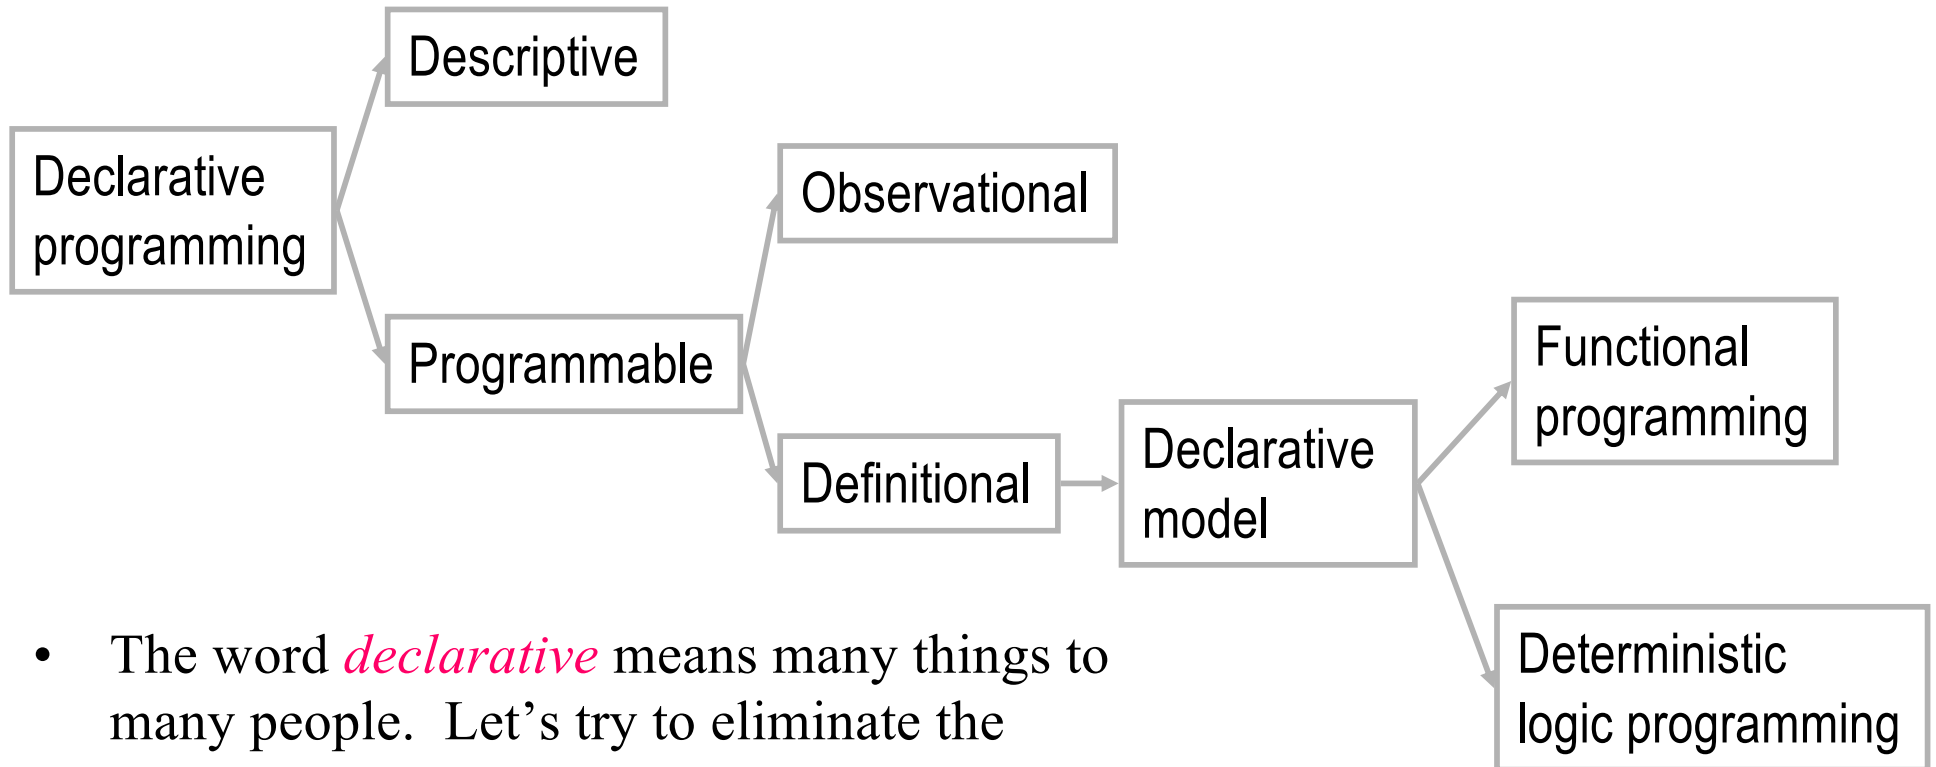 Descriptive
Declarative
programming
Observational
Programmable
Functional
programming
Definitional
Declarative
model
Deterministic
logic programming
• The word declarative means many things to
many people. Let’s try to eliminate the